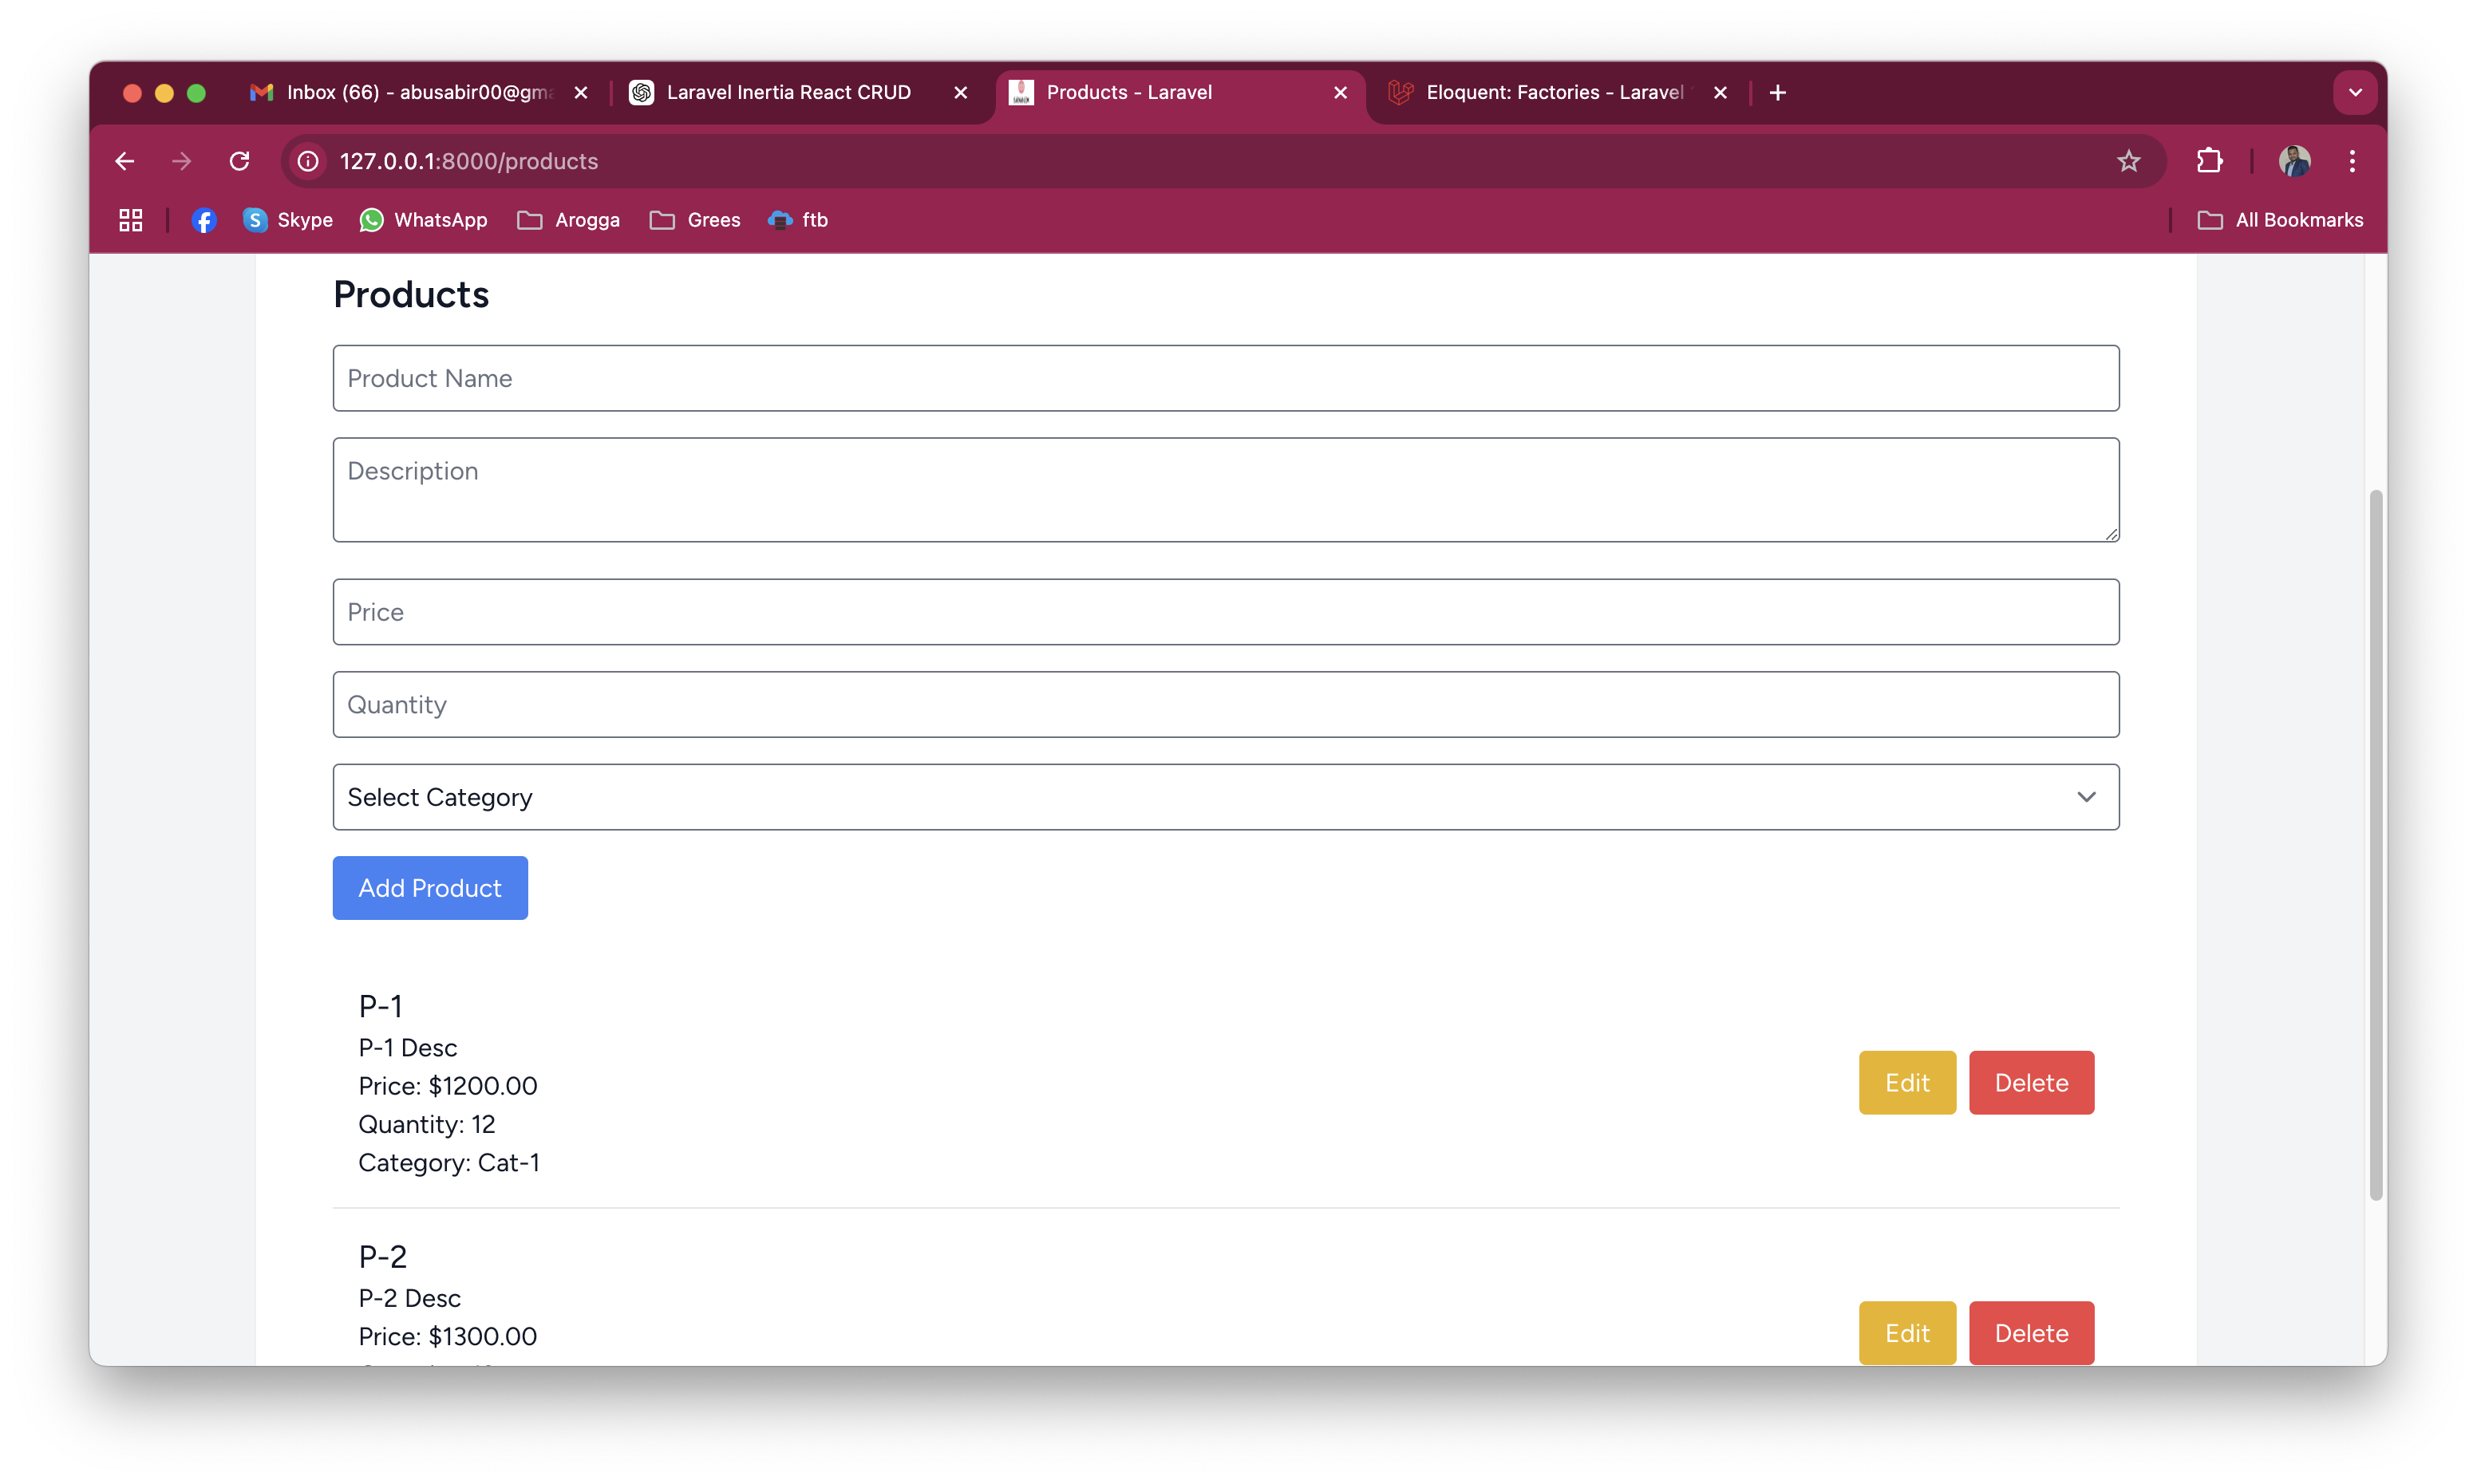 Inbox (66) - abusabir00@gma
Laravel Inertia React CRUD
Products - Laravel
Eloquent: Factories - Laravel
127.0.0.1:8000/products
Skype
WhatsApp
Arogga
Grees
ftb
All Bookmarks
Products
Product Name
Description
Price
Quantity
Select Category
Add Product
P-1
P-1 Desc
Price: $1200.00
Quantity: 12
Category: Cat-1
Edit
Delete
P-2
P-2 Desc
Price: $1300.00
Edit
Delete